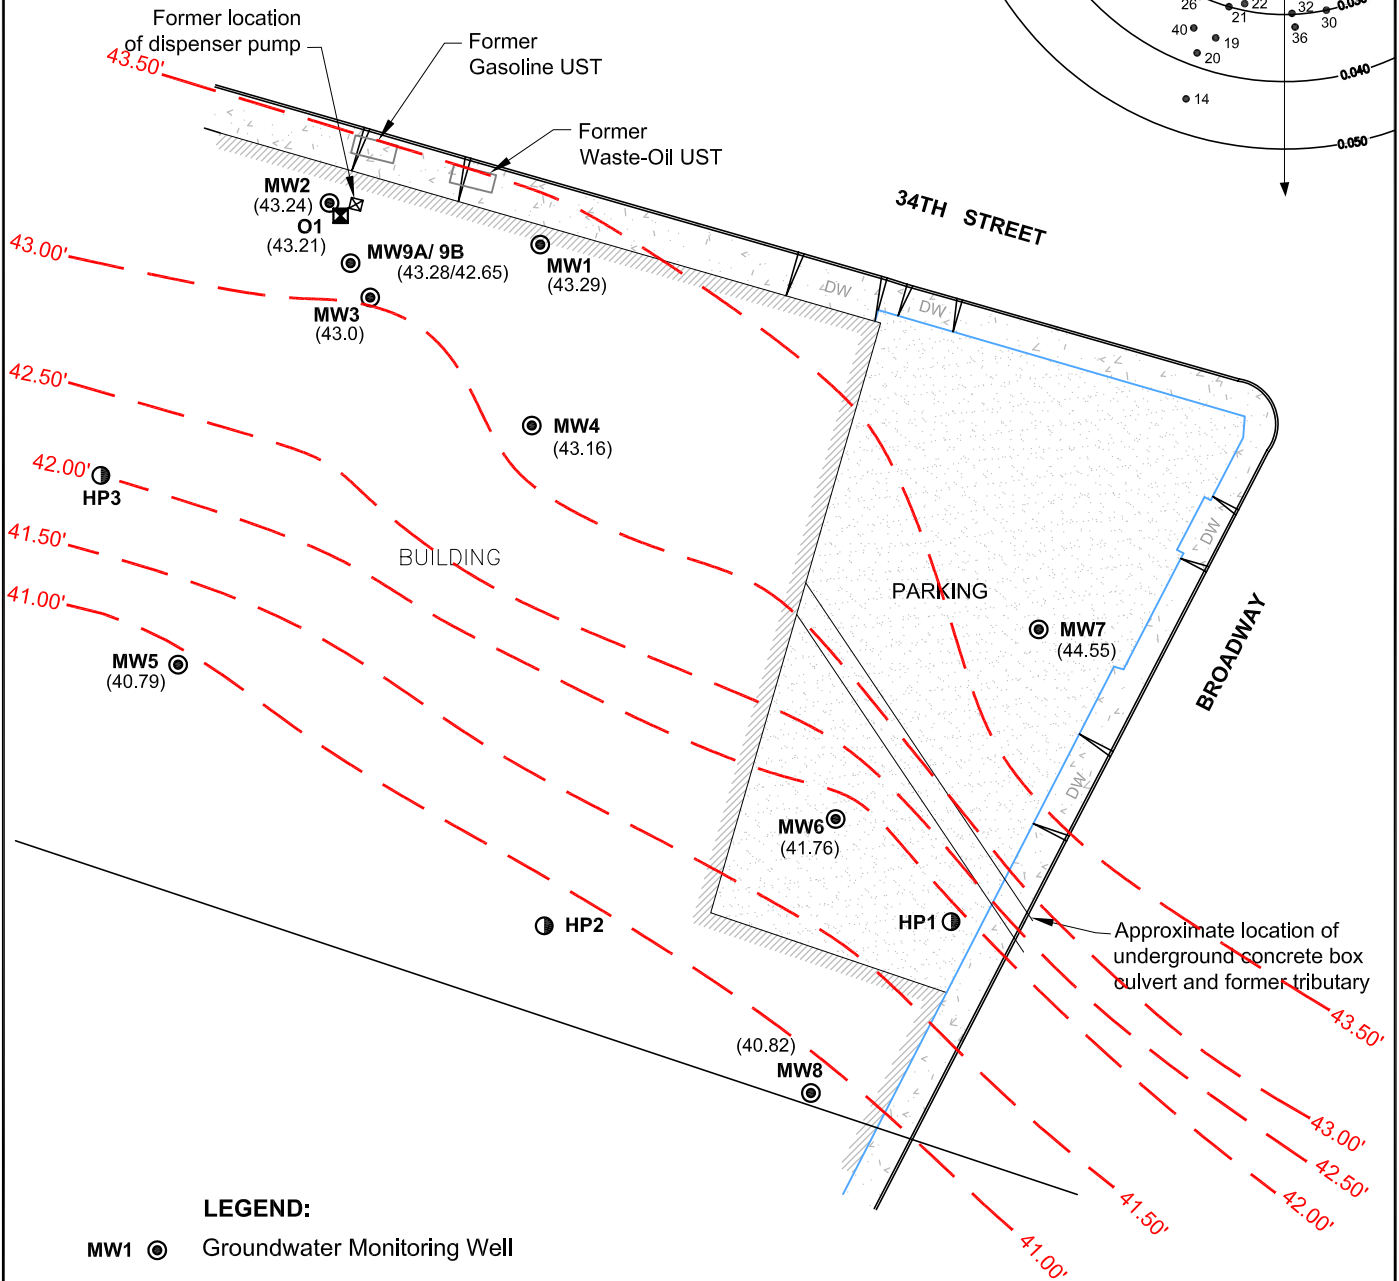 Former location
of dispenser pump
Former
Gasoline UST
Former
Waste-Oil UST
26
22
21
32
30
0.030
40
19
36
20
0.040
14
0.050
43.50'
34TH STREET
MW2
(43.24)
O1
(43.21)
MW9A/ 9B
(43.28/42.65)
MW1
(43.29)
43.00'
MW3
(43.0)
DW
DW
42.50'
MW4
(43.16)
42.00'
HP3
41.50'
BUILDING
DW
41.00'
PARKING
MW7
(44.55)
BROADWAY
MW5
(40.79)
DW
MW6
(41.76)
HP2
HP1
Approximate location of
underground concrete box
culvert and former tributary
43.50'
(40.82)
MW8
43.00'
42.50'
42.00'
41.50'
41.00'
LEGEND:
MW1
Groundwater Monitoring Well